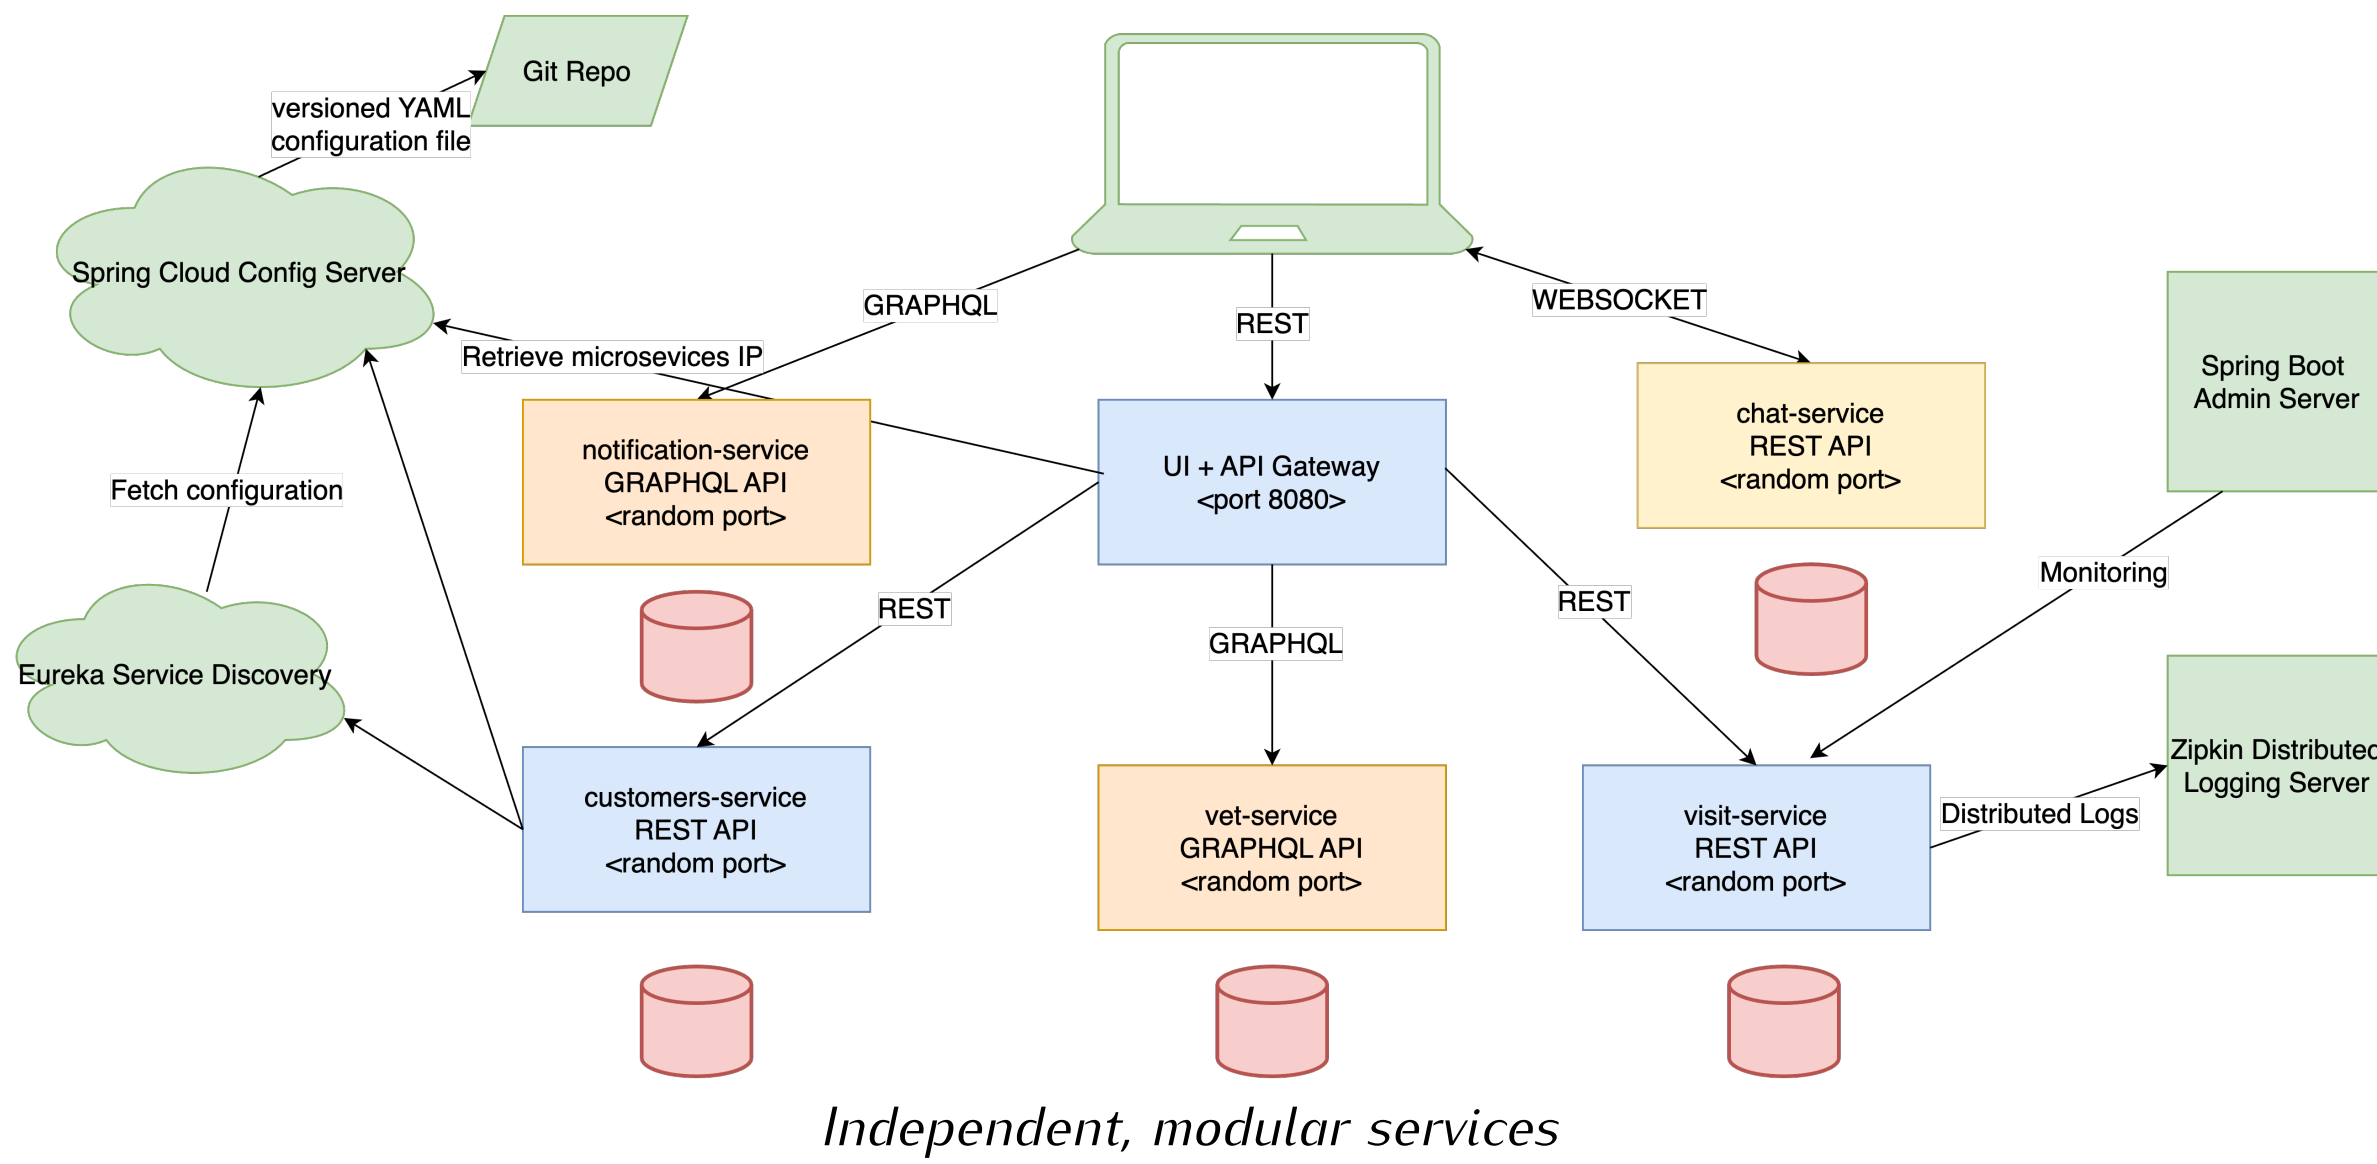 Git Repo
versioned YAML
configuration file
Spring Cloud Config Server
GRAPHQL
REST
WEBSOCKET
Retrieve microsevices IP
Spring Boot
Admin Server
notification-service
GRAPHQL API
<random port>
UI + API Gateway
<port 8080>
chat-service
REST API
<random port>
Fetch configuration
Monitoring
REST
GRAPHQL
REST
Eureka Service Discovery
customers-service
REST API
<random port>
vet-service
GRAPHQL API
<random port>
visit-service
REST API
<random port>
Distributed Logs
Zipkin Distributed
Logging Server
Independent, modular services